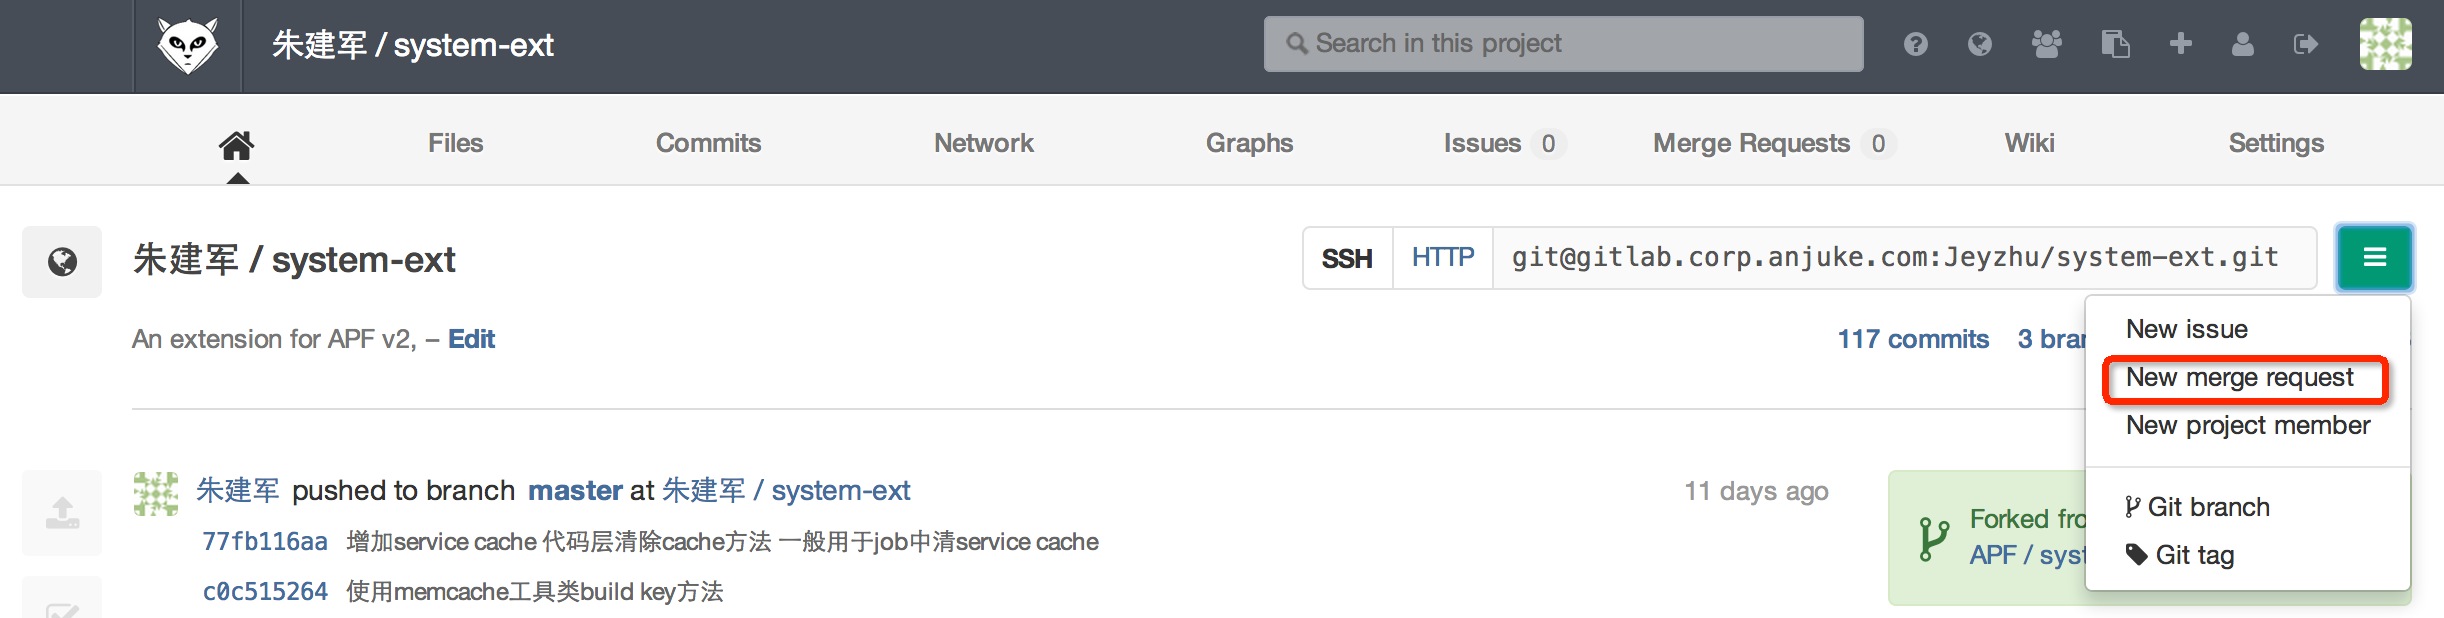 朱建军 / system-ext
Search in this project
Files Commits Network Graphs Issues 0 Merge Requests 0 Wiki Settings
朱建军 / system-ext
SSH HTTP git@gitlab.corp.anjuke.com:Jeyzhu/system-ext.git
An extension for APF v2, – Edit
117 commits 3
New issue
New merge request
New project member
Git branch
Git tag
朱建军 pushed to branch master at 朱建军 / system-ext
11 days ago
77fb116aa 增加service cache 代码层清除cache方法 一般用于job中清service cache
c0c515264 使用memcache工具类build key方法
Forked
APF /